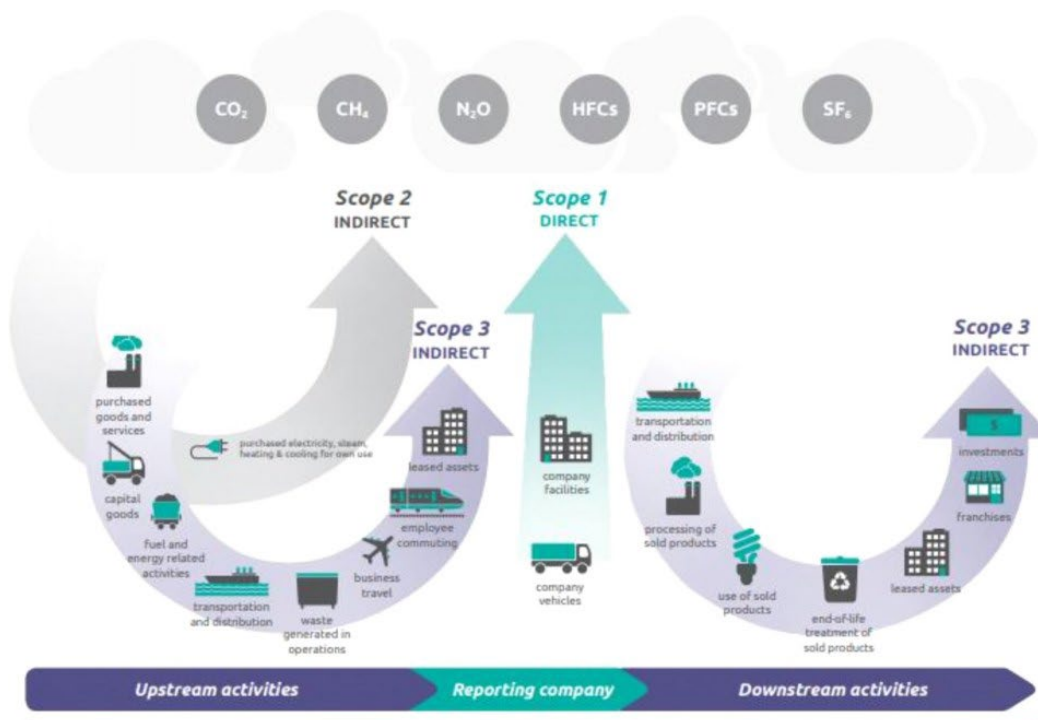 CO₂
CH₄
N₂O
HFCs
PFCs
SF₆
Scope 2
INDIRECT
Scope 1
DIRECT
Scope 3
INDIRECT
Scope 3
INDIRECT
purchased
goods and
services
capital
goods
fuel and
energy related
activities
transportation
and distribution
waste
generated in
operations
business
travel
employee
commuting
leased assets
purchased electricity, steam,
heating & cooling for own use
company
facilities
company
vehicles
transportation
and distribution
processing of
sold products
use of sold
products
end-of-life
treatment of
sold products
leased assets
franchises
$
investments
Upstream activities
Reporting company
Downstream activities